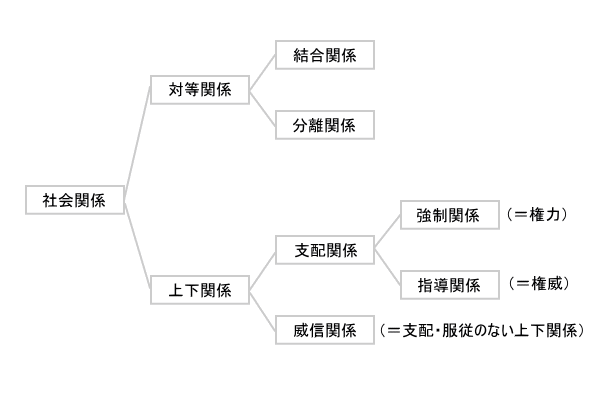 結合関係
対等関係
分離関係
社会関係
強制関係 (＝権力)
支配関係
指導関係 (＝権威)
上下関係
威信関係 (＝支配・服従のない上下関係)